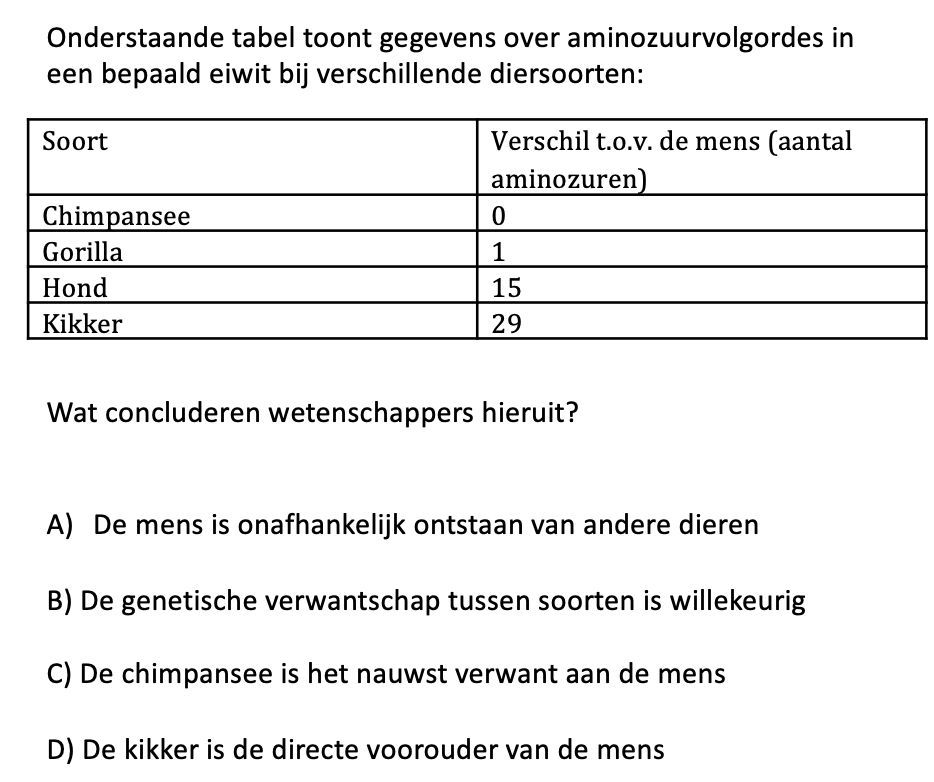 Onderstaande tabel toont gegevens over aminozuurvolgordes in
een bepaald eiwit bij verschillende diersoorten:
Soort Verschil t.o.v. de mens (aantal
aminozuren)
Chimpansee 0
Gorilla 1
Hond 15
Kikker 29
Wat concluderen wetenschappers hieruit?
A) De mens is onafhankelijk ontstaan van andere dieren
B) De genetische verwantschap tussen soorten is willekeurig
C) De chimpansee is het nauwst verwant aan de mens
D) De kikker is de directe voorouder van de mens